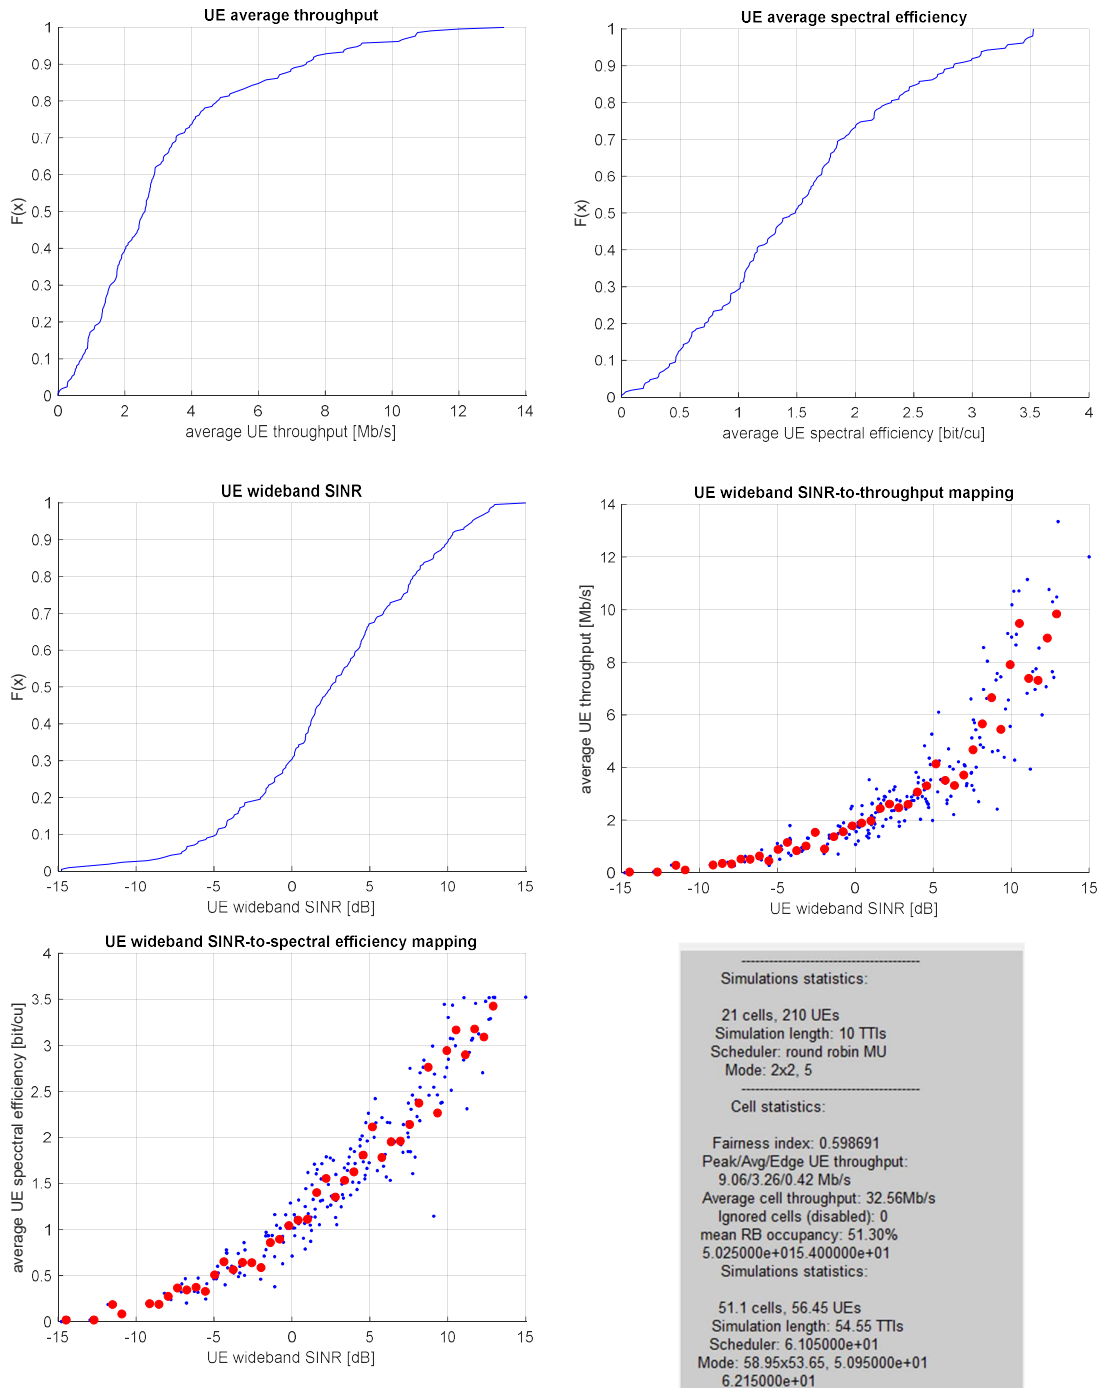 UE average throughput
1
0.9
0.8
0.7
0.6
0.5
0.4
0.3
0.2
0.1
0
F(x)
0 2 4 6 8 10 12 14
average UE throughput [Mb/s]
UE average spectral efficiency
1
0.9
0.8
0.7
0.6
0.5
0.4
0.3
0.2
0.1
0
F(x)
0 0.5 1 1.5 2 2.5 3 3.5 4
average UE spectral efficiency [bit/cu]
UE wideband SINR
1
0.9
0.8
0.7
0.6
0.5
0.4
0.3
0.2
0.1
0
F(x)
-15 -10 -5 0 5 10 15
UE wideband SINR [dB]
UE wideband SINR-to-throughput mapping
14
12
10
8
6
4
2
0
average UE throughput [Mb/s]
-15 -10 -5 0 5 10 15
UE wideband SINR [dB]
UE wideband SINR-to-spectral efficiency mapping
4
3.5
3
2.5
2
1.5
1
0.5
0
average UE specctral efficiency [bit/cu]
-15 -10 -5 0 5 10 15
UE wideband SINR [dB]
---------------------------------------
Simulations statistics:
21 cells, 210 UEs
Simulation length: 10 TTIs
Scheduler: round robin MU
Mode: 2x2, 5
---------------------------------------
Cell statistics:
Fairness index: 0.598691
Peak/Avg/Edge UE throughput:
9.06/3.26/0.42 Mb/s
Average cell throughput: 32.56Mb/s
Ignored cells (disabled): 0
mean RB occupancy: 51.30%
5.025000e+015.400000e+01
Simulations statistics:
51.1 cells, 56.45 UEs
Simulation length: 54.55 TTIs
Scheduler: 6.105000e+01
Mode: 58.95x53.65, 5.095000e+01
6.215000e+01